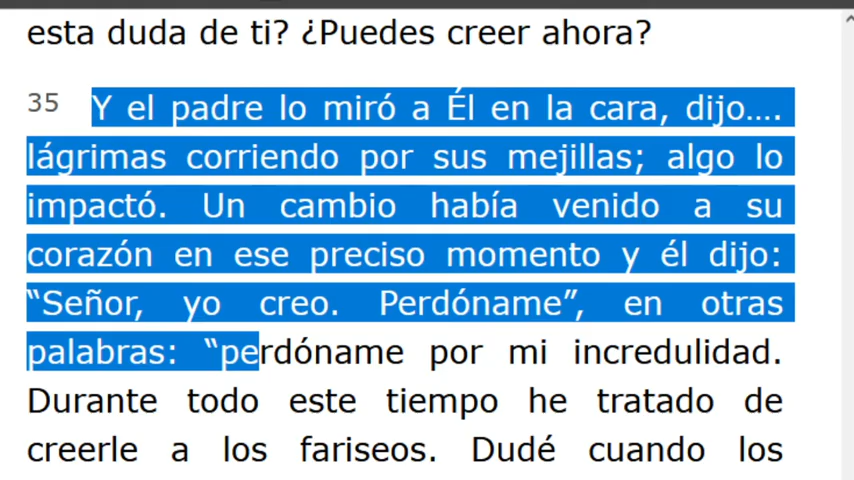 esta duda de ti? ¿Puedes creer ahora?
35 Y el padre lo miró a Él en la cara, dijo….
lágrimas corriendo por sus mejillas; algo lo
impactó. Un cambio había venido a su
corazón en ese preciso momento y él dijo:
“Señor, yo creo. Perdóname”, en otras
palabras: “perdóname por mi incredulidad.
Durante todo este tiempo he tratado de
creerle a los fariseos. Dudé cuando los